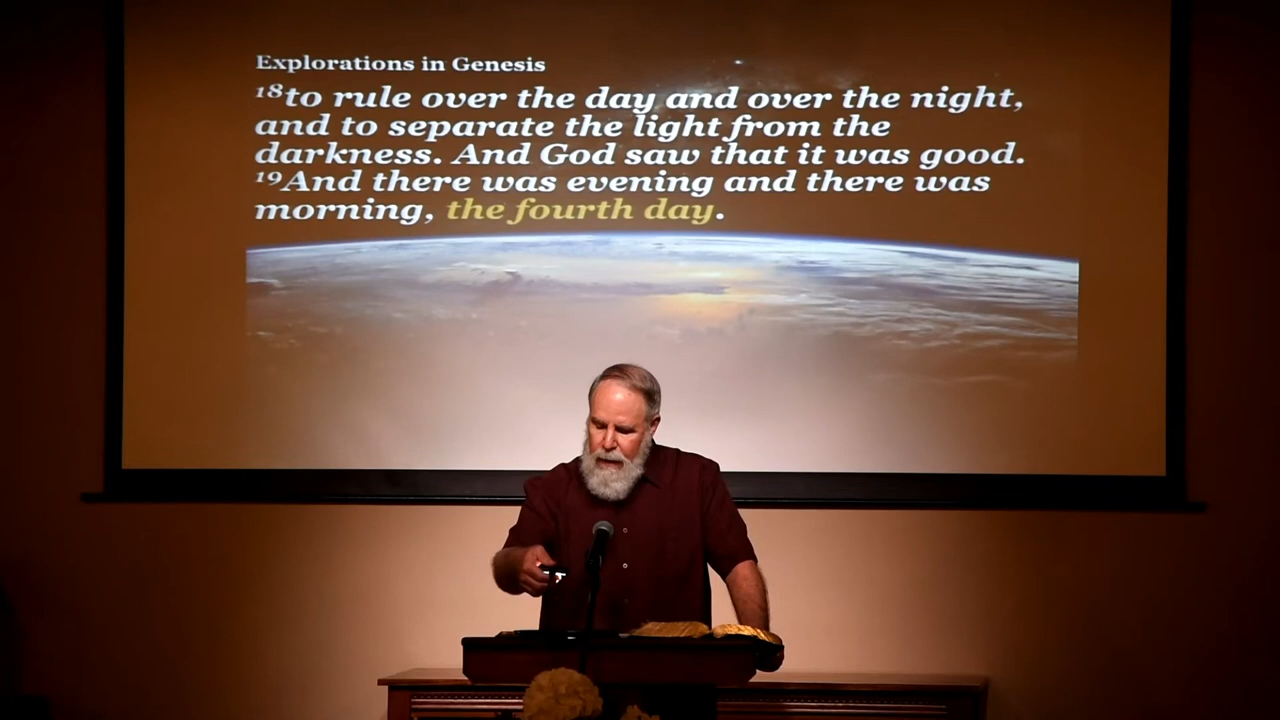 Explorations in Genesis
18to rule over the day and over the night,
and to separate the light from the
darkness. And God saw that it was good.
19And there was evening and there was
morning, the fourth day.